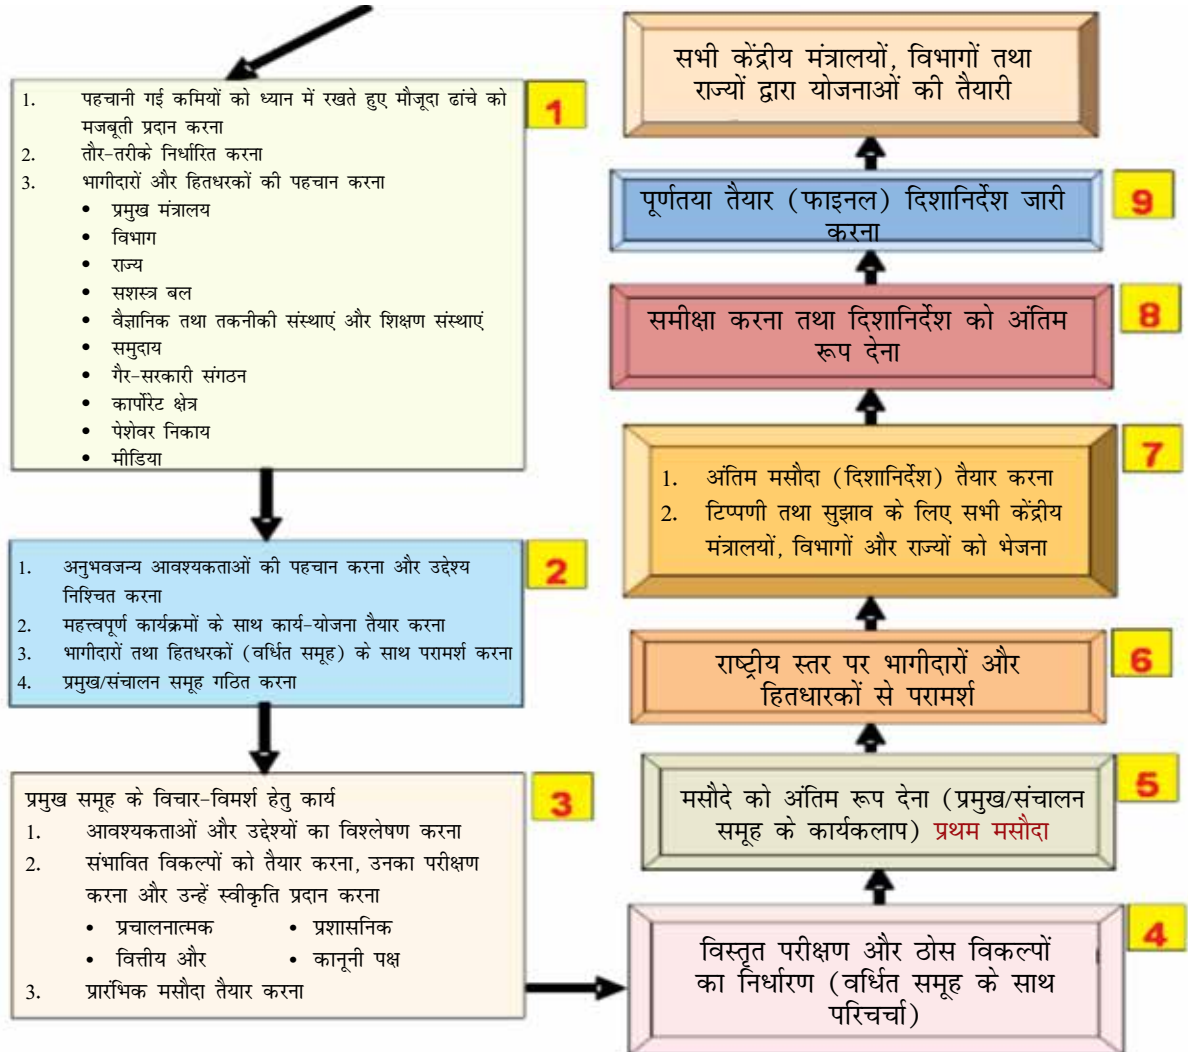 1
1. पहचानी गई कमियों को ध्यान में रखते हुए मौजूदा ढांचे को
मजबूती प्रदान करना
2. तौर-तरीके निर्धारित करना
3. भागीदारों और हितधरकों की पहचान करना
• प्रमुख मंत्रालय
• विभाग
• राज्य
• सशस्त्र बल
• वैज्ञानिक तथा तकनीकी संस्थाएं और शिक्षण संस्थाएं
• समुदाय
• गैर-सरकारी संगठन
• कार्पोरेट क्षेत्र
• पेशेवर निकाय
• मीडिया
2
1. अनुभवजन्य आवश्यकताओं की पहचान करना और उद्देश्य
निश्चित करना
2. महत्त्वपूर्ण कार्यक्रमों के साथ कार्य-योजना तैयार करना
3. भागीदारों तथा हितधरकों (वर्धित समूह) के साथ परामर्श करना
4. प्रमुख/संचालन समूह गठित करना
3
प्रमुख समूह के विचार-विमर्श हेतु कार्य
1. आवश्यकताओं और उद्देश्यों का विश्लेषण करना
2. संभावित विकल्पों को तैयार करना, उनका परीक्षण
करना और उन्हें स्वीकृति प्रदान करना
• प्रचालनात्मक • प्रशासनिक
• वित्तीय और • कानूनी पक्ष
3. प्रारंभिक मसौदा तैयार करना
4
विस्तृत परीक्षण और ठोस विकल्पों
का निर्धारण (वर्धित समूह के साथ
परिचर्चा)
5
मसौदे को अंतिम रूप देना (प्रमुख/संचालन
समूह के कार्यकलाप) प्रथम मसौदा
6
राष्ट्रीय स्तर पर भागीदारों और
हितधारकों से परामर्श
7
1. अंतिम मसौदा (दिशानिर्देश) तैयार करना
2. टिप्पणी तथा सुझाव के लिए सभी केंद्रीय
मंत्रालयों, विभागों और राज्यों को भेजना
8
समीक्षा करना तथा दिशानिर्देश को अंतिम
रूप देना
9
पूर्णतया तैयार (फाइनल) दिशानिर्देश जारी
करना
सभी केंद्रीय मंत्रालयों, विभागों तथा
राज्यों द्वारा योजनाओं की तैयारी